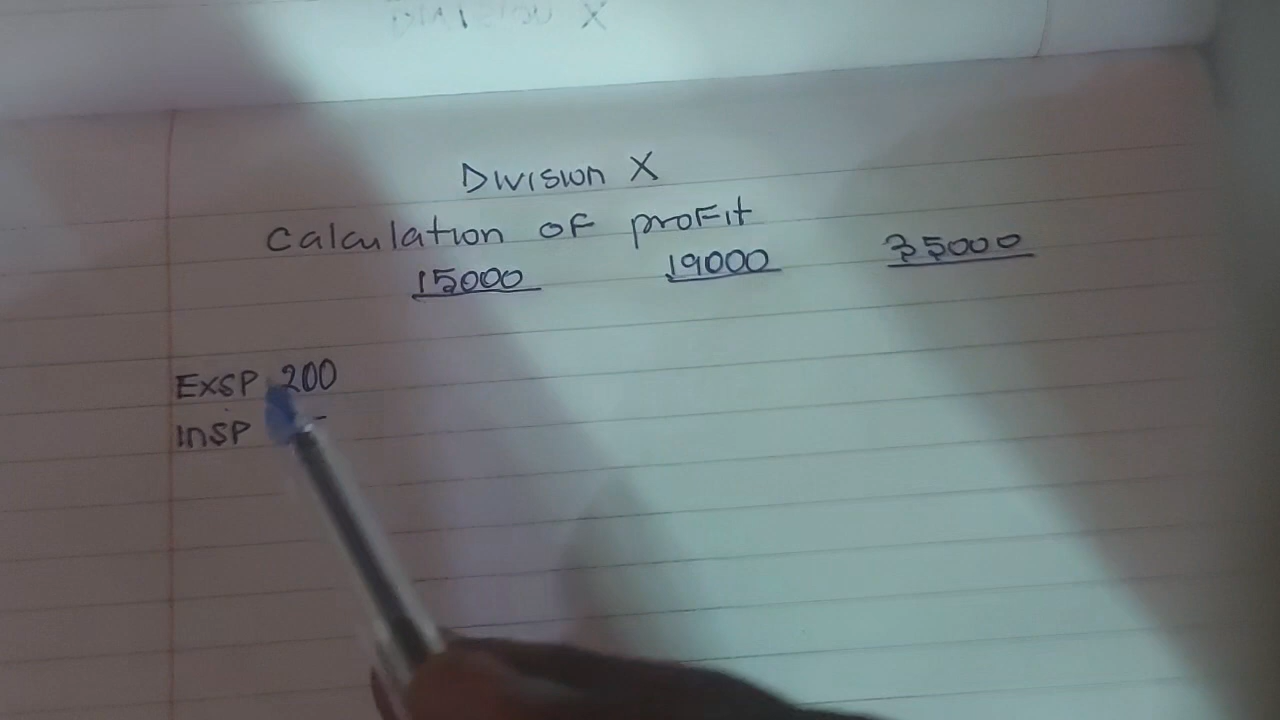 Division X
Calculation of profit
15000 19000 35000
EXSP 200
INSP